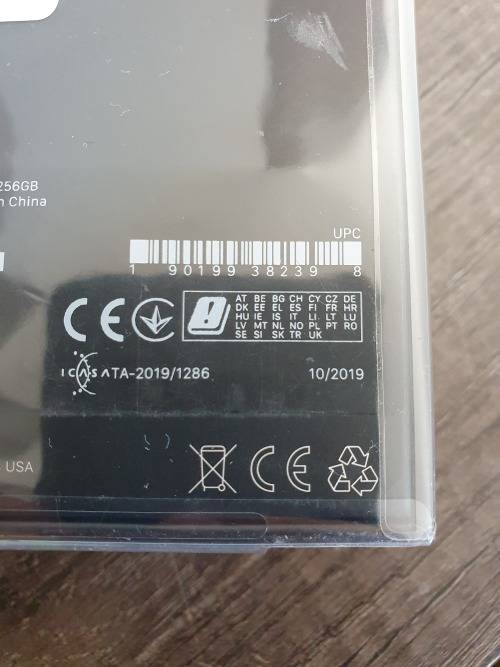 256GB
n China
UPC
1 90199 38239 8
CE
AT BE BG CH CY CZ DE
DK EE EL ES FI FR HR
HU IE IS IT LI LT LU
LV MT NL NO PL PT RO
SE SI SK TR UK
ICASA TA-2019/1286 10/2019
USA
CE